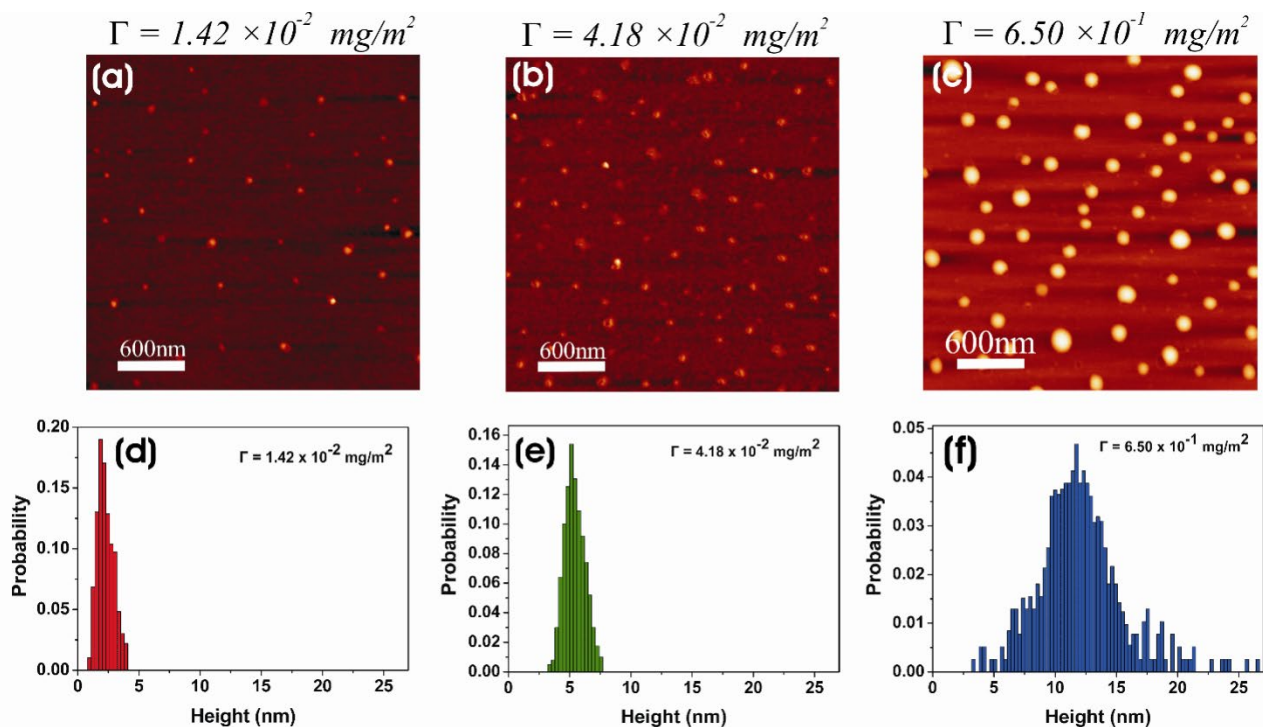 Γ = 1.42 ×10⁻² mg/m²
Γ = 4.18 ×10⁻² mg/m²
Γ = 6.50 ×10⁻¹ mg/m²
(a)
(b)
(c)
600nm
600nm
600nm
(d)
Γ = 1.42 x 10⁻² mg/m²
0.20
0.15
0.10
0.05
0.00
Probability
0 5 10 15 20 25
Height (nm)
(e)
Γ = 4.18 x 10⁻² mg/m²
0.16
0.14
0.12
0.10
0.08
0.06
0.04
0.02
0.00
Probability
0 5 10 15 20 25
Height (nm)
(f)
Γ = 6.50 x 10⁻¹ mg/m²
0.05
0.04
0.03
0.02
0.01
0.00
Probability
0 5 10 15 20 25
Height (nm)